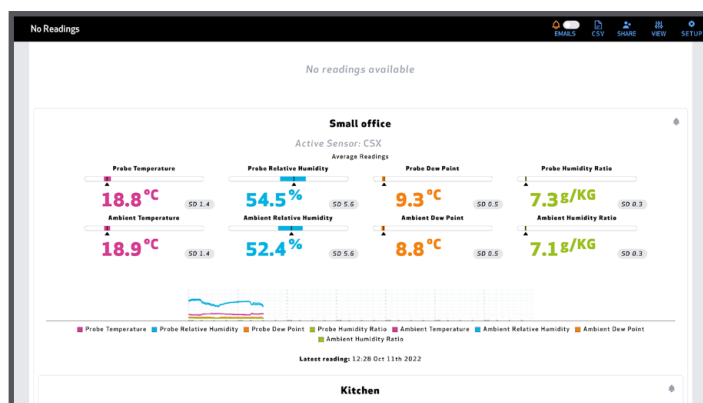 No Readings
EMAILS CSV SHARE VIEW SETUP
No readings available
Small office
Active Sensor: CSX
Average Readings
Probe Temperature Probe Relative Humidity Probe Dew Point Probe Humidity Ratio
18.8°C SD 1.4 54.5% SD 5.6 9.3°C SD 0.5 7.3g/KG SD 0.3
Ambient Temperature Ambient Relative Humidity Ambient Dew Point Ambient Humidity Ratio
18.9°C SD 1.4 52.4% SD 5.6 8.8°C SD 0.5 7.1g/KG SD 0.3
Probe Temperature Probe Relative Humidity Probe Dew Point Probe Humidity Ratio Ambient Temperature Ambient Relative Humidity Ambient Dew Point
Ambient Humidity Ratio
Latest reading: 12:28 Oct 11th 2022
Kitchen